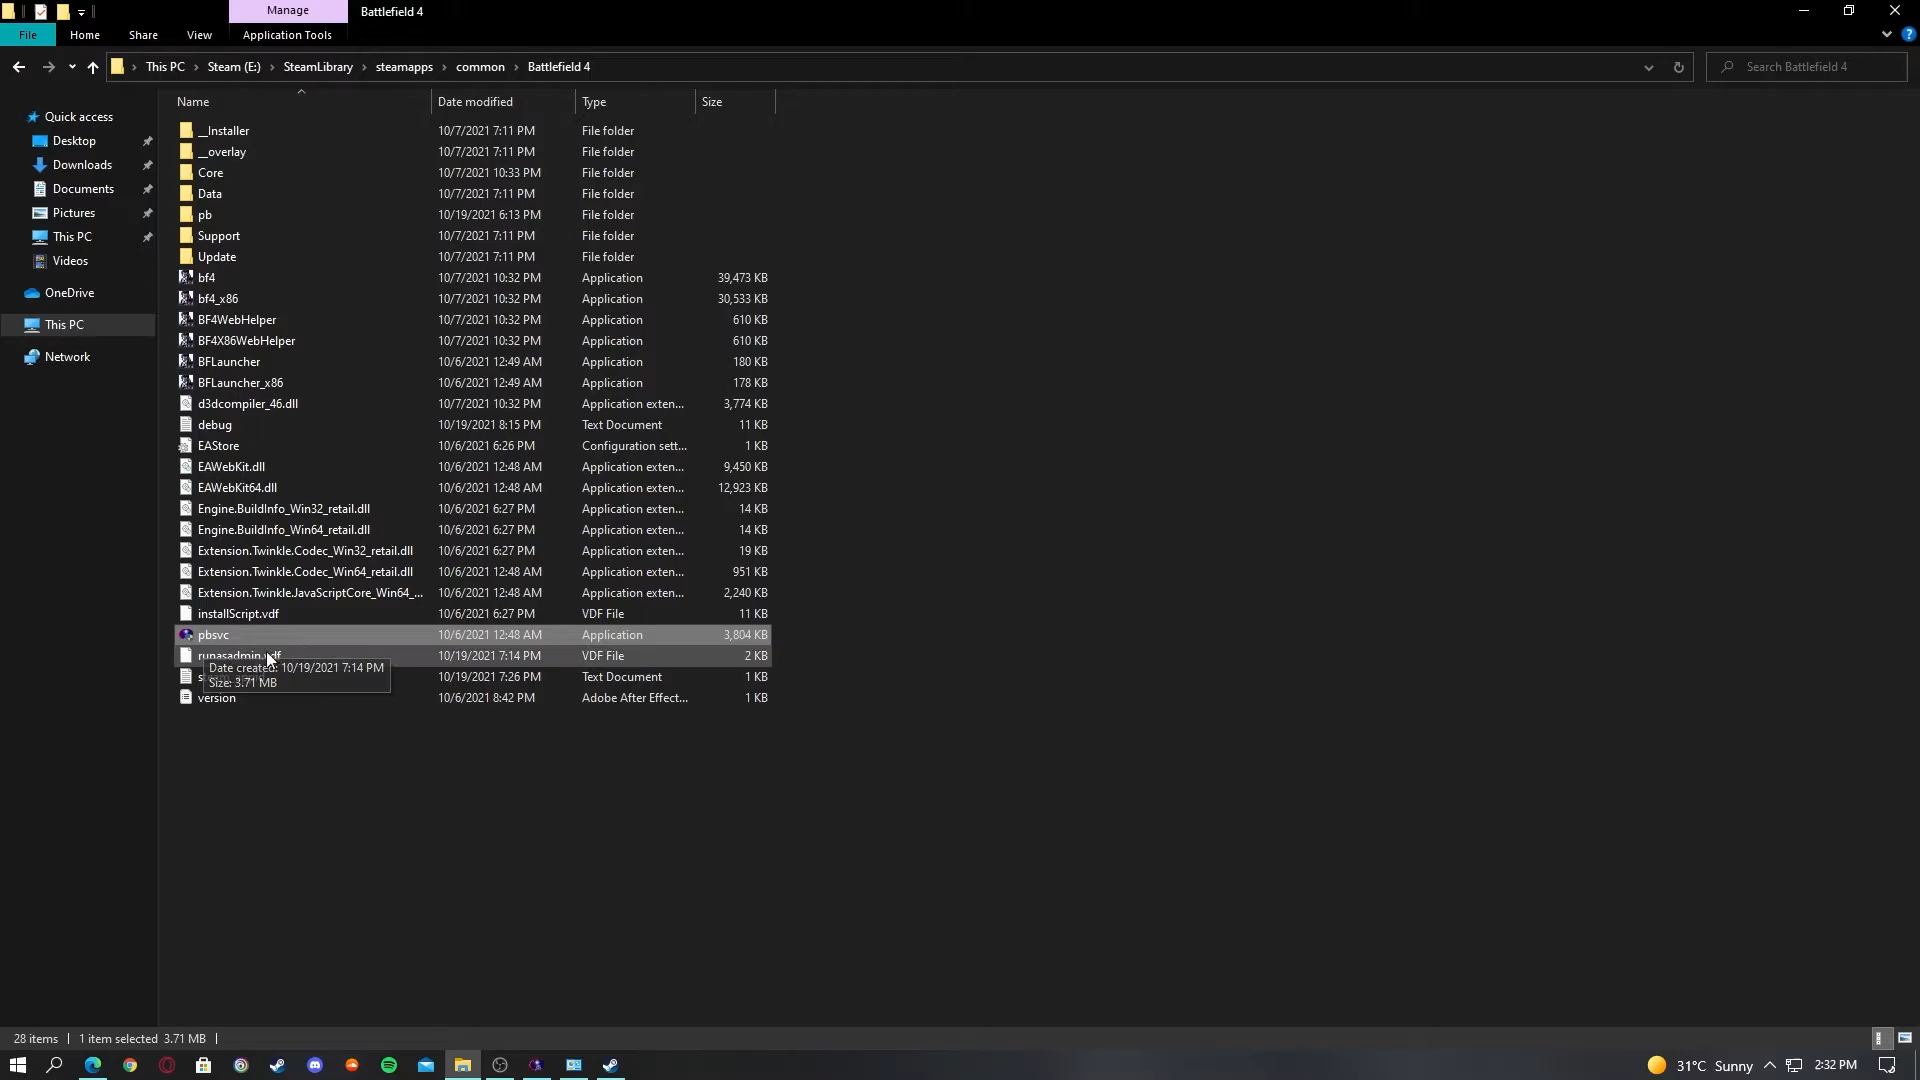 Manage
Battlefield 4
File
Home
Share
View
Application Tools
This PC
Steam (E:)
SteamLibrary
steamapps
common
Battlefield 4
Search Battlefield 4
Name
Date modified
Type
Size
Quick access
Desktop
Downloads
Documents
Pictures
This PC
Videos
OneDrive
This PC
Network
__Installer 10/7/2021 7:11 PM File folder
__overlay 10/7/2021 7:11 PM File folder
Core 10/7/2021 10:33 PM File folder
Data 10/7/2021 7:11 PM File folder
pb 10/19/2021 6:13 PM File folder
Support 10/7/2021 7:11 PM File folder
Update 10/7/2021 7:11 PM File folder
bf4 10/7/2021 10:32 PM Application 39,473 KB
bf4_x86 10/7/2021 10:32 PM Application 30,533 KB
BF4WebHelper 10/7/2021 10:32 PM Application 610 KB
BF4X86WebHelper 10/7/2021 10:32 PM Application 610 KB
BFLauncher 10/6/2021 12:49 AM Application 180 KB
BFLauncher_x86 10/6/2021 12:49 AM Application 178 KB
d3dcompiler_46.dll 10/7/2021 10:32 PM Application exten... 3,774 KB
debug 10/19/2021 8:15 PM Text Document 11 KB
EAStore 10/6/2021 6:26 PM Configuration sett... 1 KB
EAWebKit.dll 10/6/2021 12:48 AM Application exten... 9,450 KB
EAWebKit64.dll 10/6/2021 12:48 AM Application exten... 12,923 KB
Engine.BuildInfo_Win32_retail.dll 10/6/2021 6:27 PM Application exten... 14 KB
Engine.BuildInfo_Win64_retail.dll 10/6/2021 6:27 PM Application exten... 14 KB
Extension.Twinkle.Codec_Win32_retail.dll 10/6/2021 6:27 PM Application exten... 19 KB
Extension.Twinkle.Codec_Win64_retail.dll 10/6/2021 12:48 AM Application exten... 951 KB
Extension.Twinkle.JavaScriptCore_Win64_... 10/6/2021 12:48 AM Application exten... 2,240 KB
installScript.vdf 10/6/2021 6:27 PM VDF File 11 KB
pbsvc 10/6/2021 12:48 AM Application 3,804 KB
runasadmin.vdf 10/19/2021 7:14 PM VDF File 2 KB
Date created: 10/19/2021 7:14 PM
Size: 3.71 MB
10/19/2021 7:26 PM Text Document 1 KB
version 10/6/2021 8:42 PM Adobe After Effect... 1 KB
28 items
1 item selected 3.71 MB
31°C Sunny
2:32 PM